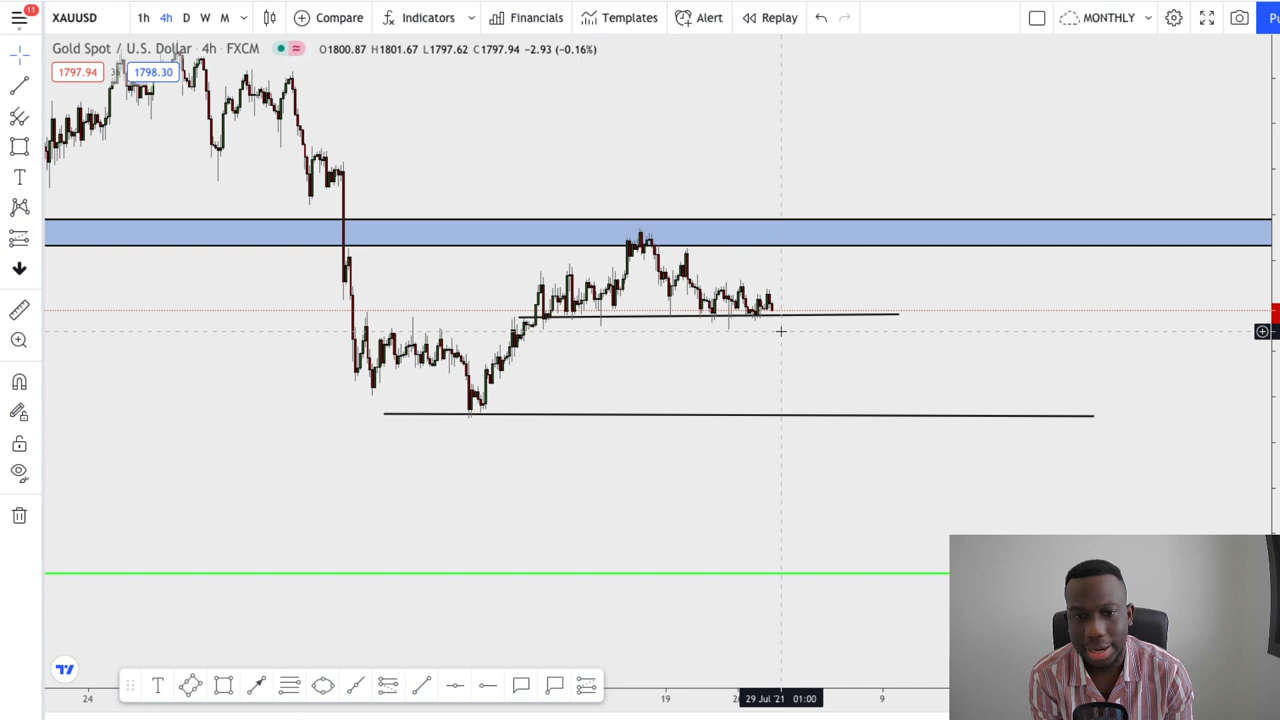 11
XAUUSD 1h 4h D W M Compare Indicators Financials Templates Alert Replay MONTHLY
Gold Spot / U.S. Dollar · 4h · FXCM O1800.87 H1801.67 L1797.62 C1797.94 −2.93 (−0.16%)
1797.94 1798.30
T
T
24 19 29 Jul '21 01:00 9